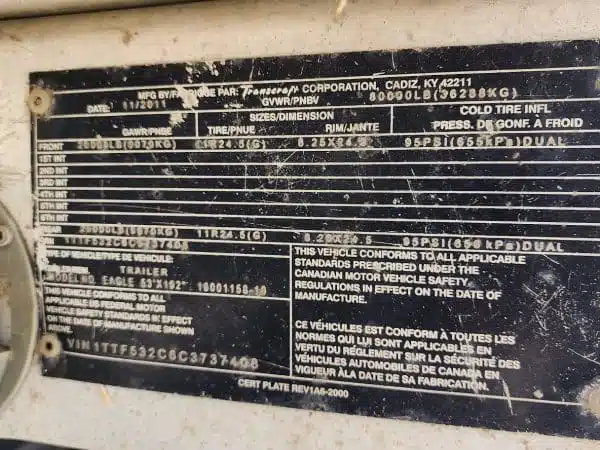 MFG BY/FABRIQUE PAR: Transcraft CORPORATION, CADIZ, KY 42211
DATE: 11/2011 GVWR/PNBV 80000LB(36288KG)
SIZES/DIMENSION COLD TIRE INFL
GAWR/PNBE TIRE/PNUE RIM/JANTE PRESS. DE GONF. A FROID
FRONT 11R24.5(G) 95PSI(655kPa)DUAL
1ST INT
2ND INT
3RD INT
4TH INT
5TH INT
6TH INT
REAR 11R24.5(G) 95PSI(655kPa)DUAL
TYPE OF VEHICLE/TYPE DE VEHICULE:
TRAILER
MODEL NO. EAGLE 53'X102"
THIS VEHICLE CONFORMS TO ALL
APPLICABLE US FEDERAL MOTOR
VEHICLE SAFETY STANDARDS IN EFFECT
ON THE DATE OF MANUFACTURE SHOWN
ABOVE.
VIN 1TTF532C6C3737408
THIS VEHICLE CONFORMS TO ALL APPLICABLE
STANDARDS PRESCRIBED UNDER THE
CANADIAN MOTOR VEHICLE SAFETY
REGULATIONS IN EFFECT ON THE DATE OF
MANUFACTURE.
CE VÉHICULES EST CONFORM À TOUTES LES
NORMES QUI LUI SONT APPLICABLES EN
VERTU DU RÉGLEMENT SUR LA SÉCURITÉ DES
VÉHICULES AUTOMOBILES DE CANADA EN
VIGUEUR À LA DATE DE SA FABRICATION.
CERT PLATE REV1A6-2000